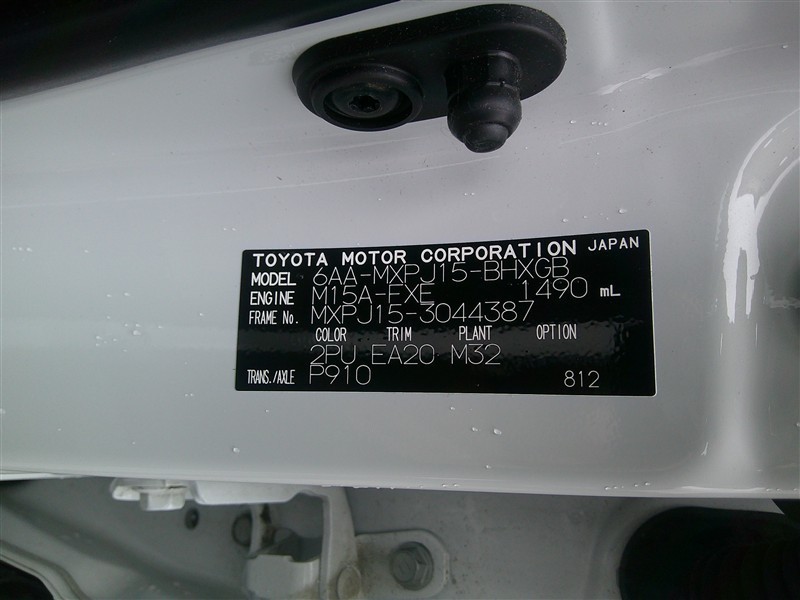 TOYOTA MOTOR CORPORATION JAPAN
MODEL 6AA-MXPJ15-BHXGB
ENGINE M15A-FXE 1490 mL
FRAME No. MXPJ15-3044387
COLOR TRIM PLANT OPTION
2PU EA20 M32
TRANS./AXLE P910 812